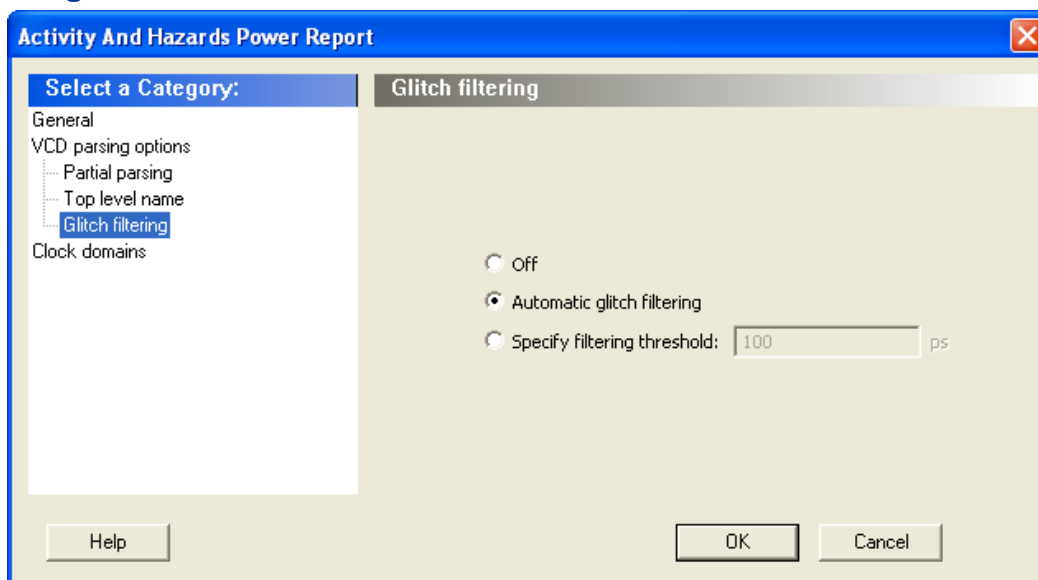 Activity And Hazards Power Report
Select a Category:
General
VCD parsing options
Partial parsing
Top level name
Glitch filtering
Clock domains
Glitch filtering
Off
Automatic glitch filtering
Specify filtering threshold: 100 ps
Help
OK
Cancel